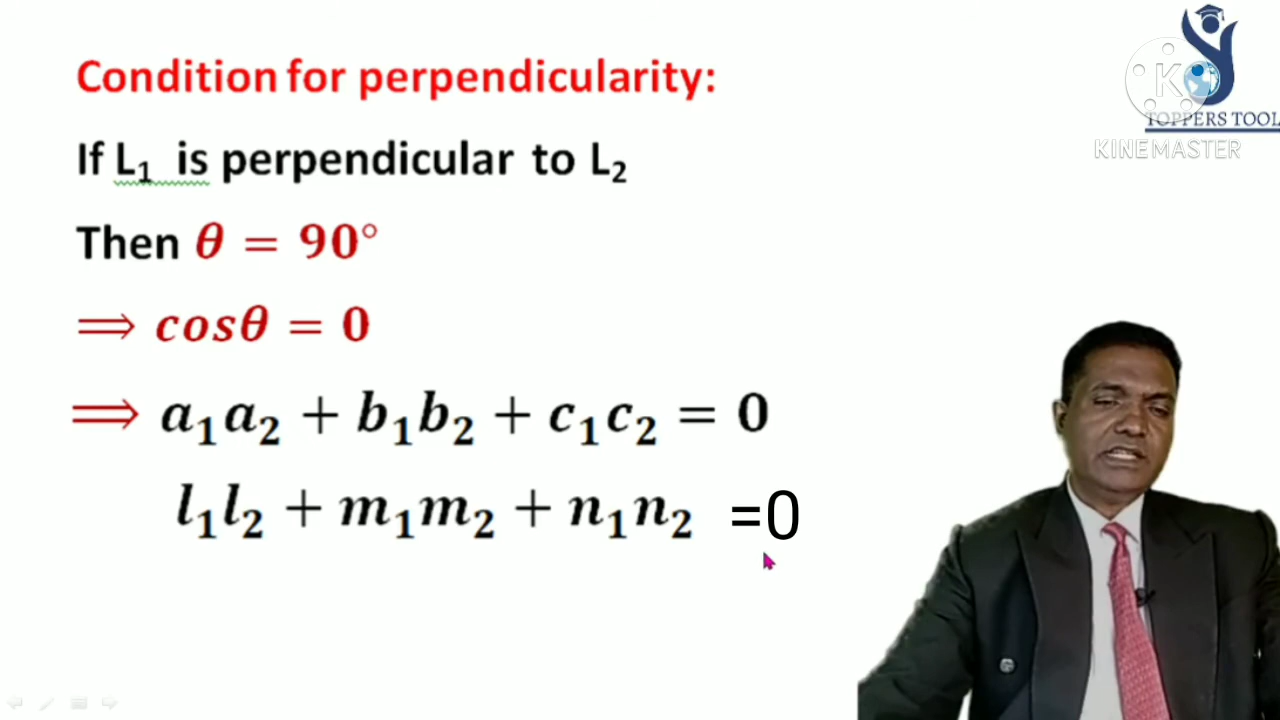 Condition for perpendicularity:
If L₁ is perpendicular to L₂
Then θ = 90°
⟹ cosθ = 0
⟹ a₁a₂ + b₁b₂ + c₁c₂ = 0
l₁l₂ + m₁m₂ + n₁n₂ =0
K
TOPPERS TOOL
KINEMASTER